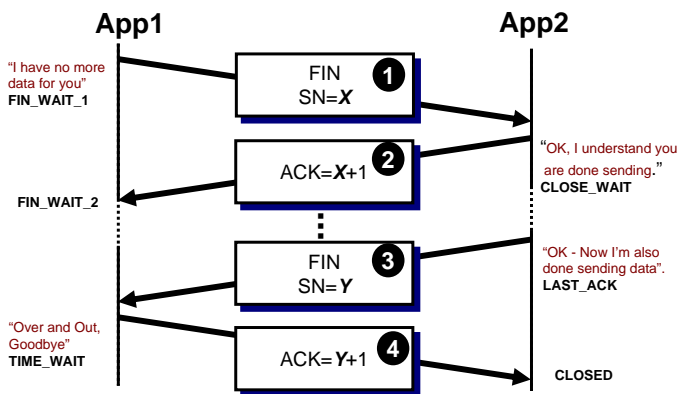 App1
App2
“I have no more
data for you”
FIN_WAIT_1
FIN
SN=X
1
ACK=X+1
2
“OK, I understand you
are done sending.”
CLOSE_WAIT
FIN_WAIT_2
FIN
SN=Y
3
“OK - Now I’m also
done sending data”.
LAST_ACK
“Over and Out,
Goodbye”
TIME_WAIT
ACK=Y+1
4
CLOSED